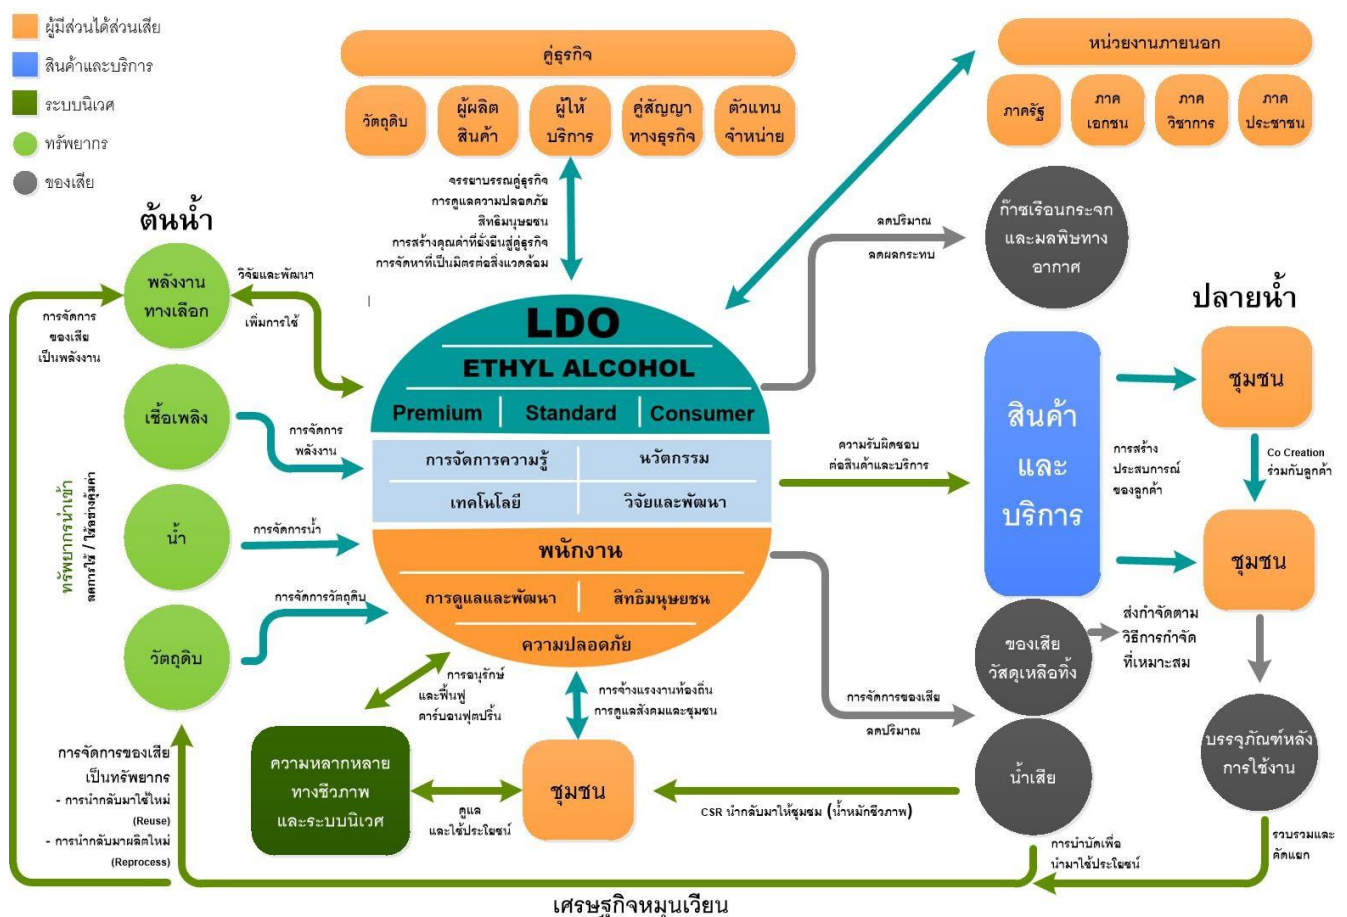 ผู้มีส่วนได้ส่วนเสีย
สินค้าและบริการ
ระบบนิเวศ
ทรัพยากร
ของเสีย
คู่ธุรกิจ
วัตถุดิบ
ผู้ผลิต
สินค้า
ผู้ให้
บริการ
คู่สัญญา
ทางธุรกิจ
ตัวแทน
จำหน่าย
หน่วยงานภายนอก
ภาครัฐ
ภาค
เอกชน
ภาค
วิชาการ
ภาค
ประชาชน
จรรยาบรรณคู่ธุรกิจ
การดูแลความปลอดภัย
สิทธิมนุษยชน
การสร้างคุณค่าที่ยั่งยืนสู่คู่ธุรกิจ
การจัดหาที่เป็นมิตรต่อสิ่งแวดล้อม
ลดปริมาณ
ลดผลกระทบ
ก๊าซเรือนกระจก
และมลพิษทาง
อากาศ
ต้นน้ำ
พลังงาน
ทางเลือก
วิจัยและพัฒนา
เพิ่มการใช้
การจัดการ
ของเสีย
เป็นพลังงาน
เชื้อเพลิง
การจัดการ
พลังงาน
น้ำ
การจัดการน้ำ
วัตถุดิบ
การจัดการวัตถุดิบ
ทรัพยากรนำเข้า
ลดการใช้ / ใช้อย่างคุ้มค่า
LDO
ETHYL ALCOHOL
Premium
Standard
Consumer
การจัดการความรู้
นวัตกรรม
เทคโนโลยี
วิจัยและพัฒนา
พนักงาน
การดูแลและพัฒนา
สิทธิมนุษยชน
ความปลอดภัย
ความรับผิดชอบ
ต่อสินค้าและบริการ
ปลายน้ำ
สินค้า
และ
บริการ
การสร้าง
ประสบการณ์
ของลูกค้า
ชุมชน
Co Creation
ร่วมกับลูกค้า
ชุมชน
ของเสีย
วัสดุเหลือทิ้ง
ส่งกำจัดตาม
วิธีการกำจัด
ที่เหมาะสม
การจัดการของเสีย
ลดปริมาณ
น้ำเสีย
บรรจุภัณฑ์หลัง
การใช้งาน
การอนุรักษ์
และฟื้นฟู
คาร์บอนฟุตปริ้น
การจ้างแรงงานท้องถิ่น
การดูแลสังคมและชุมชน
ความหลากหลาย
ทางชีวภาพ
และระบบนิเวศ
ดูแล
และใช้ประโยชน์
ชุมชน
CSR นำกลับมาให้ชุมชม (น้ำหมักชีวภาพ)
การจัดการของเสีย
เป็นทรัพยากร
- การนำกลับมาใช้ใหม่
(Reuse)
- การนำกลับมาผลิตใหม่
(Reprocess)
การบำบัดเพื่อ
นำมาใช้ประโยชน์
รวบรวมและ
คัดแยก
เศรษฐกิจหมุนเวียน